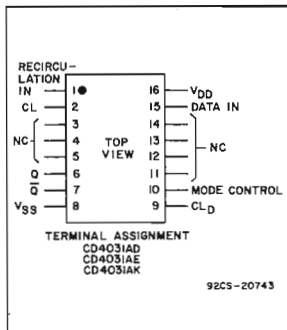 RECIRCU-
LATION
IN 1 16 VDD
CL 2 15 DATA IN
3 14
NC 4 TOP 13 NC
5 VIEW 12
Q 6 11
Q̅ 7 10 MODE CONTROL
VSS 8 9 CLD
TERMINAL ASSIGNMENT
CD4031AD
CD4031AE
CD4031AK
92CS-20743